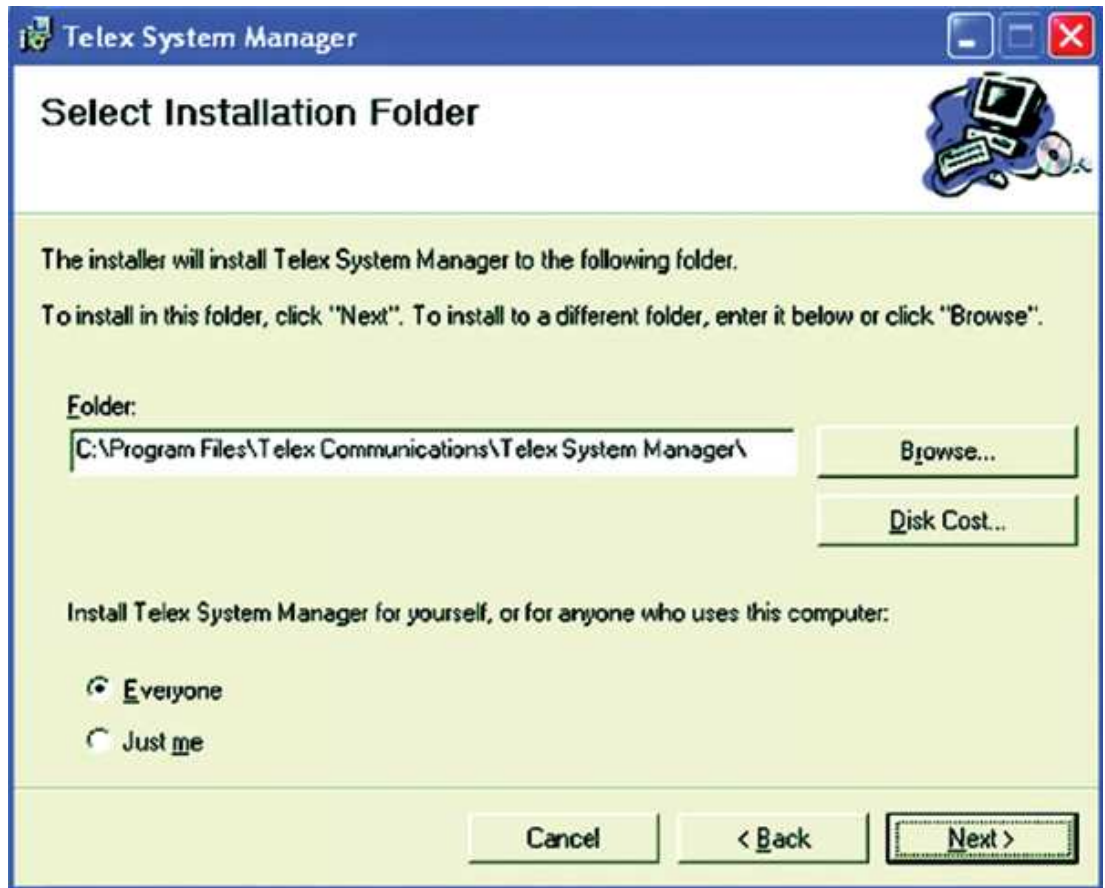 Telex System Manager
Select Installation Folder
The installer will install Telex System Manager to the following folder.
To install in this folder, click "Next". To install to a different folder, enter it below or click "Browse".
Folder:
C:\Program Files\Telex Communications\Telex System Manager\
Browse...
Disk Cost...
Install Telex System Manager for yourself, or for anyone who uses this computer:
Everyone
Just me
Cancel
< Back
Next >